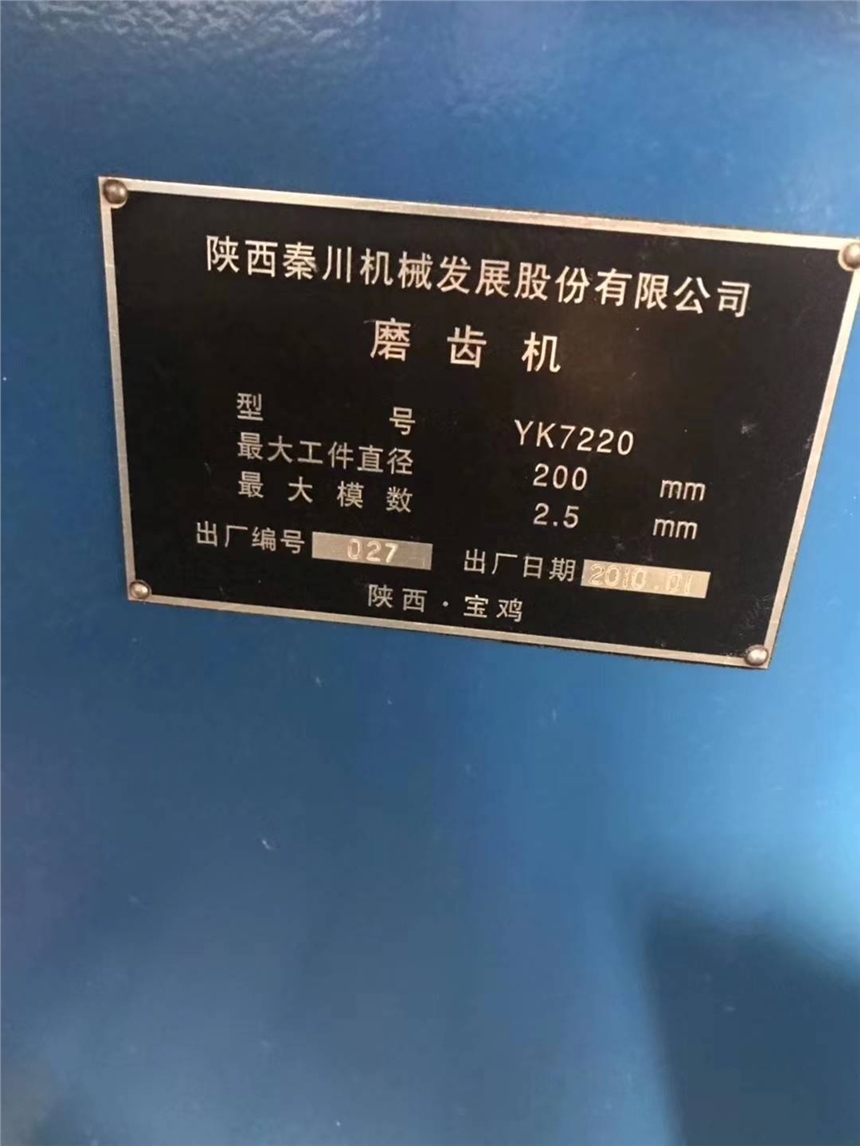 陕西秦川机械发展股份有限公司
磨齿机
型号 YK7220
最大工件直径 200 mm
最大模数 2.5 mm
出厂编号 027 出厂日期 2010.01
陕西·宝鸡